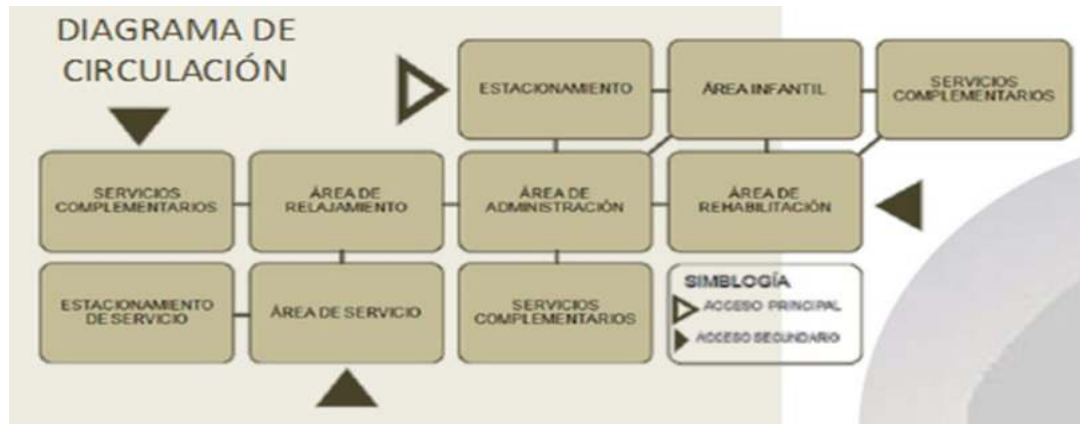 DIAGRAMA DE
CIRCULACIÓN
ESTACIONAMIENTO
ÁREA INFANTIL
SERVICIOS
COMPLEMENTARIOS
SERVICIOS
COMPLEMENTARIOS
ÁREA DE
RELAJAMIENTO
ÁREA DE
ADMINISTRACIÓN
ÁREA DE
REHABILITACIÓN
ESTACIONAMIENTO
DE SERVICIO
ÁREA DE SERVICIO
SERVICIOS
COMPLEMENTARIOS
SIMBLOGÍA
ACCESO PRINCIPAL
ACCESO SECUNDARIO